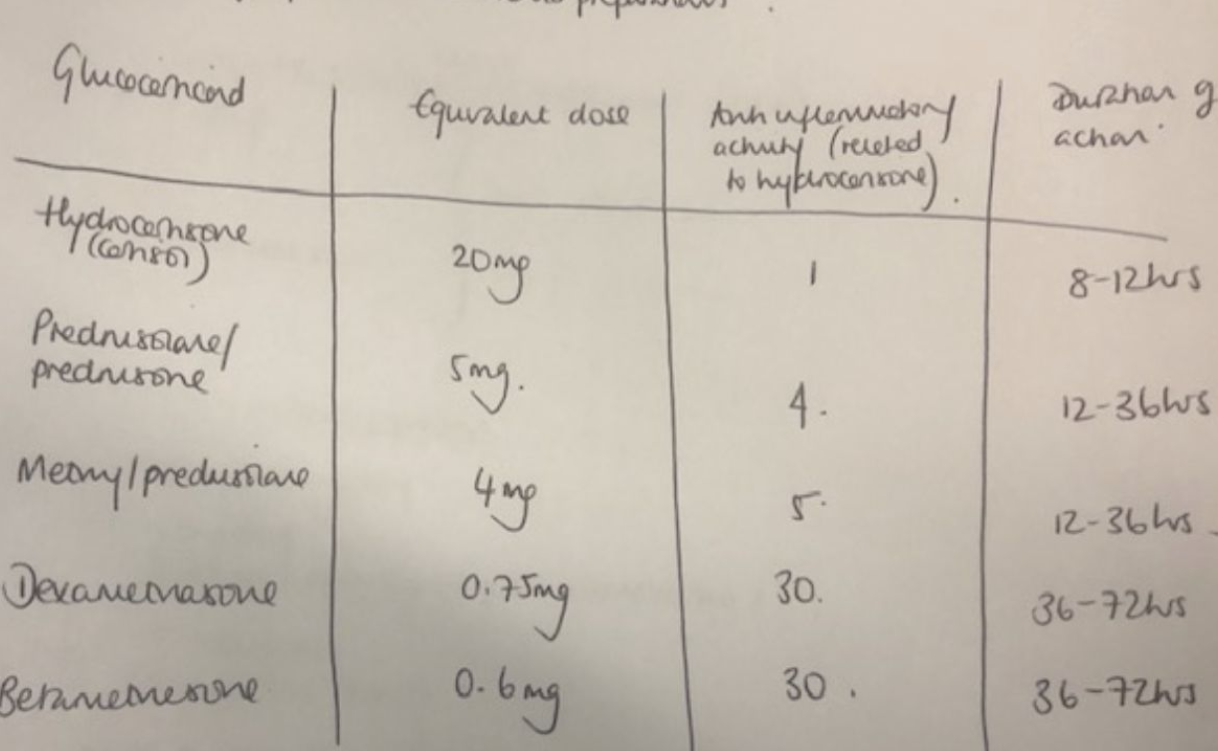 preparations.
Glucocorticoid
Equivalent dose
Anti inflammatory
activity (related
to hydrocortisone).
Duration of
action.
Hydrocortisone
(cortisol)
20mg
1
8-12hrs
Prednisolone/
prednisone
5mg.
4.
12-36hrs
Methylprednisolone
4mg
5.
12-36hrs.
Dexamethasone
0.75mg
30.
36-72hrs
Betamethasone
0.6mg
30.
36-72hrs